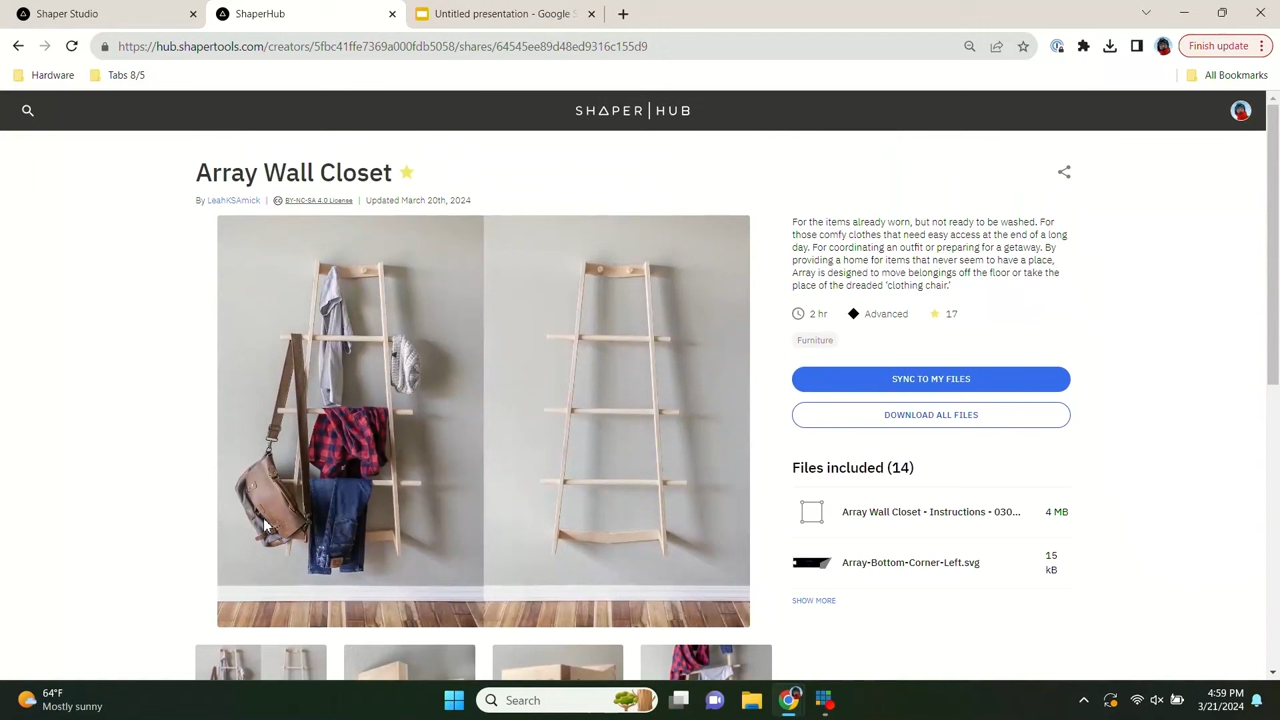 Shaper Studio
ShaperHub
Untitled presentation - Google S
https://hub.shapertools.com/creators/5fbc41ffe7369a000fdb5058/shares/64545ee89d48ed9316c155d9
Finish update
Hardware
Tabs 8/5
All Bookmarks
SHAPER|HUB
Array Wall Closet
By LeahKSAmick | BY-NC-SA 4.0 License | Updated March 20th, 2024
For the items already worn, but not ready to be washed. For
those comfy clothes that need easy access at the end of a long
day. For coordinating an outfit or preparing for a getaway. By
providing a home for items that never seem to have a place,
Array is designed to move belongings off the floor or take the
place of the dreaded ‘clothing chair.’
2 hr
Advanced
17
Furniture
SYNC TO MY FILES
DOWNLOAD ALL FILES
Files included (14)
Array Wall Closet - Instructions - 030...
4 MB
Array-Bottom-Corner-Left.svg
15
kB
SHOW MORE
64°F
Mostly sunny
Search
4:59 PM
3/21/2024